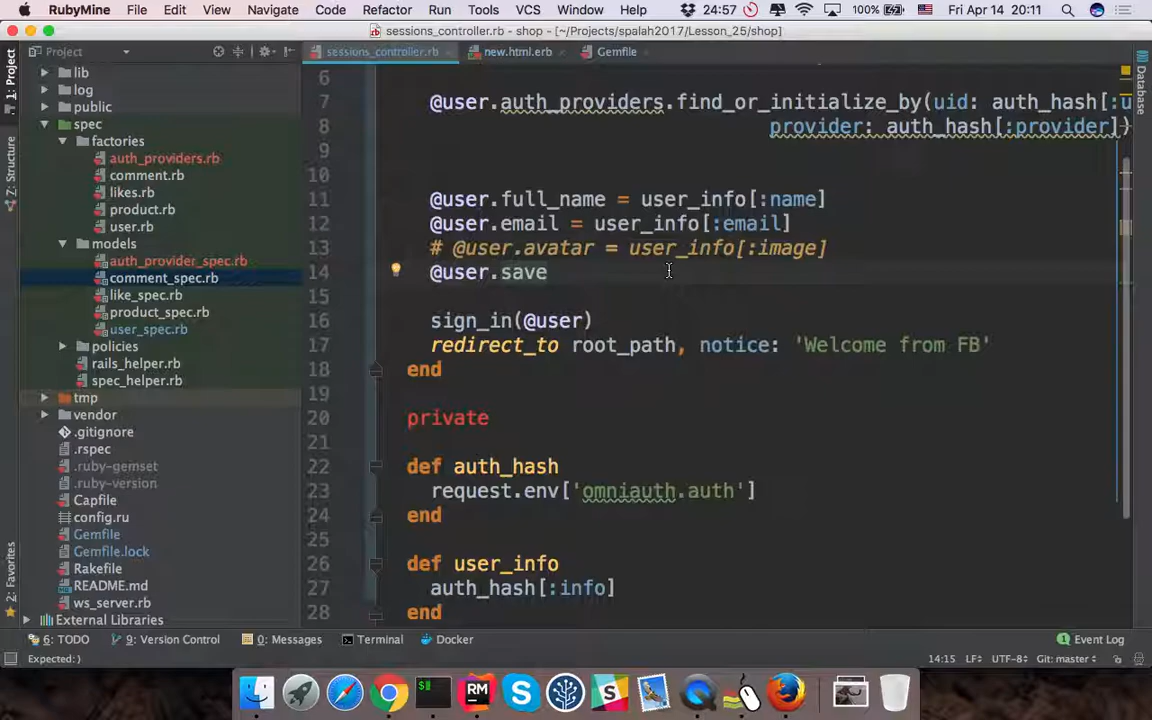 RubyMine File Edit View Navigate Code Refactor Run Tools VCS Window Help 24:57 100% Fri Apr 14 20:11
sessions_controller.rb - shop - [~/spalah2017/Lesson_25/shop]
Project
sessions_controller.rb
new.html.erb
Gemfile
1: Project
Z: Structure
2: Favorites
Database
lib
log
public
spec
factories
auth_providers.rb
comment.rb
likes.rb
product.rb
user.rb
models
auth_provider_spec.rb
comment_spec.rb
like_spec.rb
product_spec.rb
user_spec.rb
policies
rails_helper.rb
spec_helper.rb
tmp
vendor
.gitignore
.rspec
.ruby-gemset
.ruby-version
Capfile
config.ru
Gemfile
Gemfile.lock
Rakefile
README.md
ws_server.rb
External Libraries
6
7 @user.auth_providers.find_or_initialize_by(uid: auth_hash[:u
8 provider: auth_hash[:provider])
9
10
11 @user.full_name = user_info[:name]
12 @user.email = user_info[:email]
13 # @user.avatar = user_info[:image]
14 @user.save
15
16 sign_in(@user)
17 redirect_to root_path, notice: 'Welcome from FB'
18 end
19
20 private
21
22 def auth_hash
23 request.env['omniauth.auth']
24 end
25
26 def user_info
27 auth_hash[:info]
28 end
6: TODO 9: Version Control 0: Messages Terminal Docker 1 Event Log
Expected: ) 14:15 LF÷ UTF-8÷ Git: master÷
RM
S